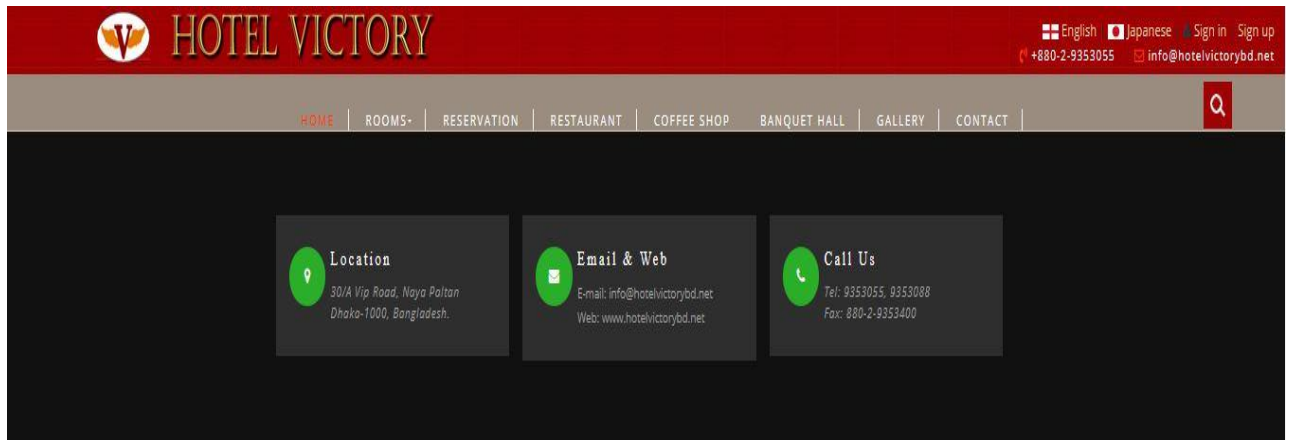 V HOTEL VICTORY
English Japanese Sign in Sign up
+880-2-9353055 info@hotelvictorybd.net
HOME ROOMS RESERVATION RESTAURANT COFFEE SHOP BANQUET HALL GALLERY CONTACT
Location
30/A Vip Road, Naya Paltan
Dhaka-1000, Bangladesh.
Email & Web
E-mail: info@hotelvictorybd.net
Web: www.hotelvictorybd.net
Call Us
Tel: 9353055, 9353088
Fax: 880-2-9353400